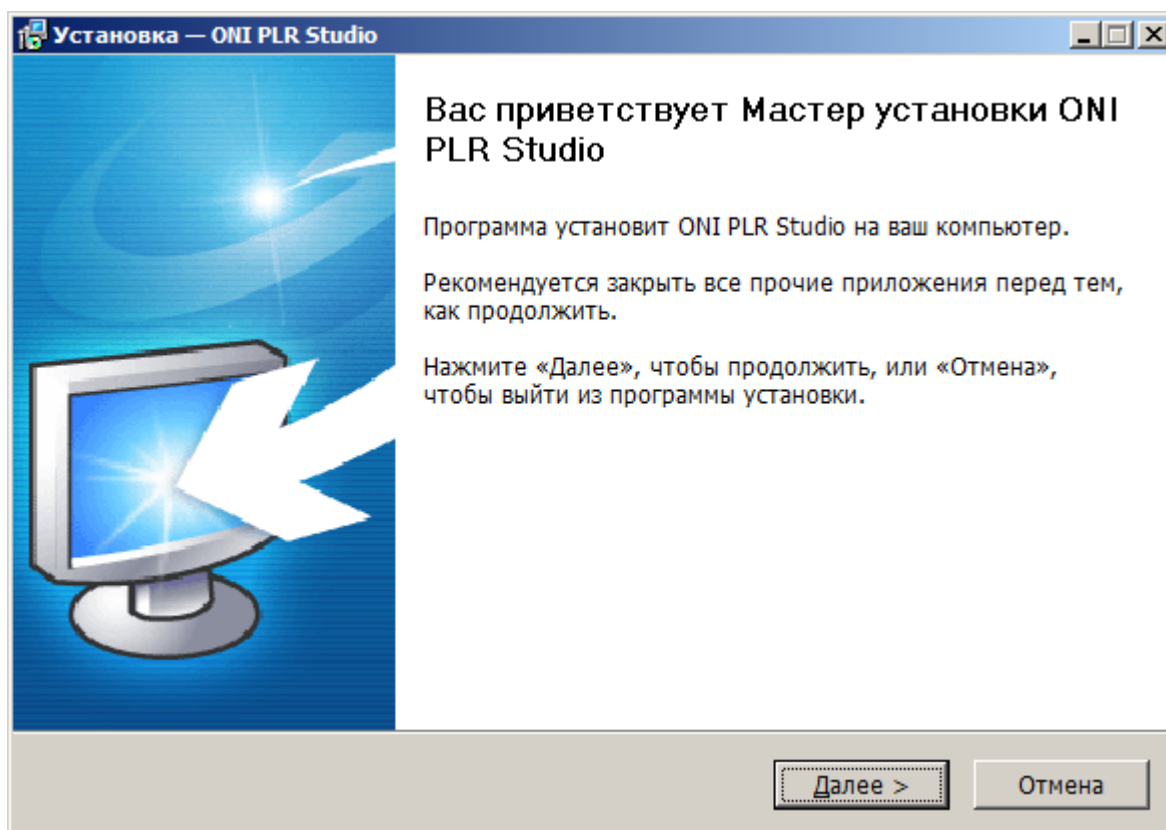 Установка — ONI PLR Studio
Вас приветствует Мастер установки ONI
PLR Studio
Программа установит ONI PLR Studio на ваш компьютер.
Рекомендуется закрыть все прочие приложения перед тем,
как продолжить.
Нажмите «Далее», чтобы продолжить, или «Отмена»,
чтобы выйти из программы установки.
Далее >
Отмена